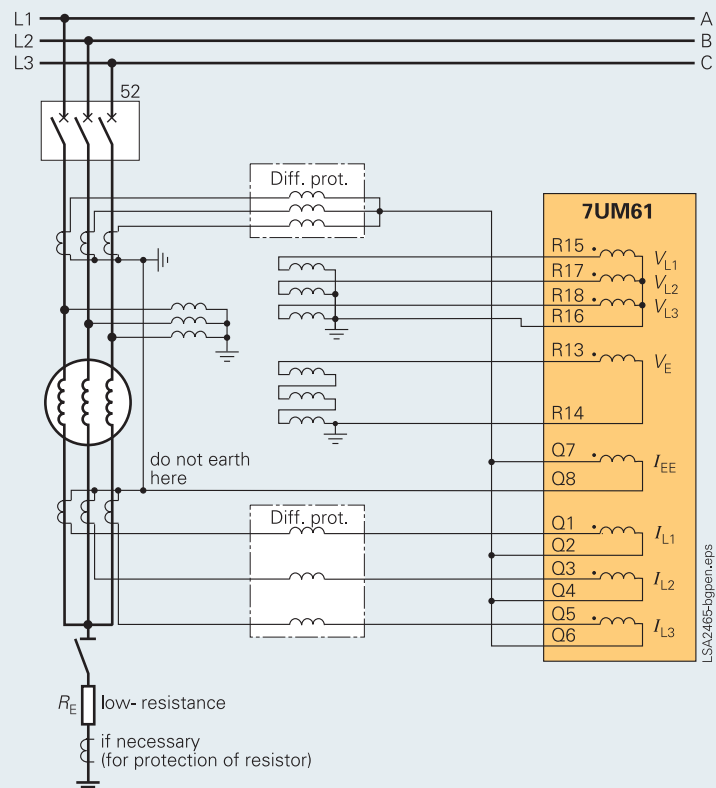 L1 A
L2 B
L3 C
52
Diff. prot.
7UM61
R15 VL1
R17 VL2
R18 VL3
R16
R13 VE
R14
do not earth
here
Q7 IEE
Q8
Diff. prot.
Q1 IL1
Q2
Q3 IL2
Q4
Q5 IL3
Q6
RE low- resistance
if necessary
(for protection of resistor)
LSA2465-bgpen.eps